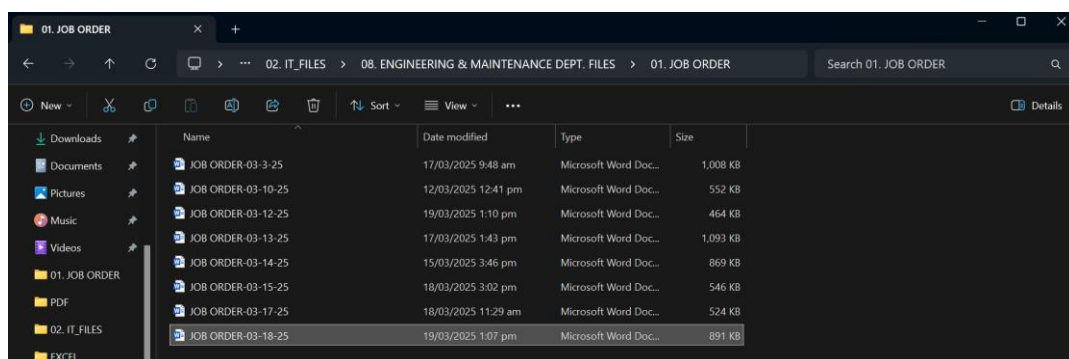 01. JOB ORDER
02. IT_FILES > 08. ENGINEERING & MAINTENANCE DEPT. FILES > 01. JOB ORDER Search 01. JOB ORDER
New Sort View Details
Downloads Name Date modified Type Size
Documents JOB ORDER-03-3-25 17/03/2025 9:48 am Microsoft Word Doc... 1,008 KB
Pictures JOB ORDER-03-10-25 12/03/2025 12:41 pm Microsoft Word Doc... 552 KB
Music JOB ORDER-03-12-25 19/03/2025 1:10 pm Microsoft Word Doc... 464 KB
Videos JOB ORDER-03-13-25 17/03/2025 1:43 pm Microsoft Word Doc... 1,093 KB
01. JOB ORDER JOB ORDER-03-14-25 15/03/2025 3:46 pm Microsoft Word Doc... 869 KB
PDF JOB ORDER-03-15-25 18/03/2025 3:02 pm Microsoft Word Doc... 546 KB
02. IT_FILES JOB ORDER-03-17-25 18/03/2025 11:29 am Microsoft Word Doc... 524 KB
EXCEL JOB ORDER-03-18-25 19/03/2025 1:07 pm Microsoft Word Doc... 891 KB